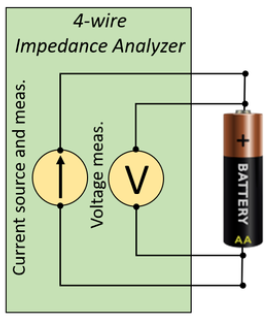 4-wire
Impedance Analyzer
Current source and meas.
Voltage meas.
V
+
BATTERY
AA